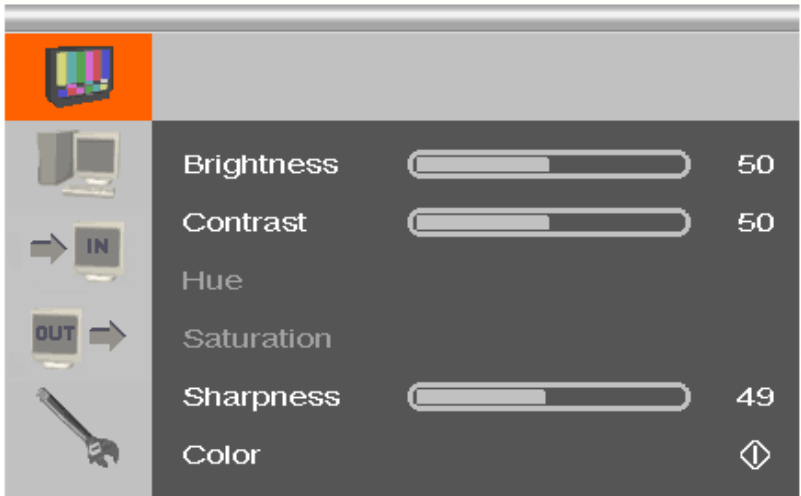 Brightness 50
Contrast 50
IN
Hue
OUT
Saturation
Sharpness 49
Color